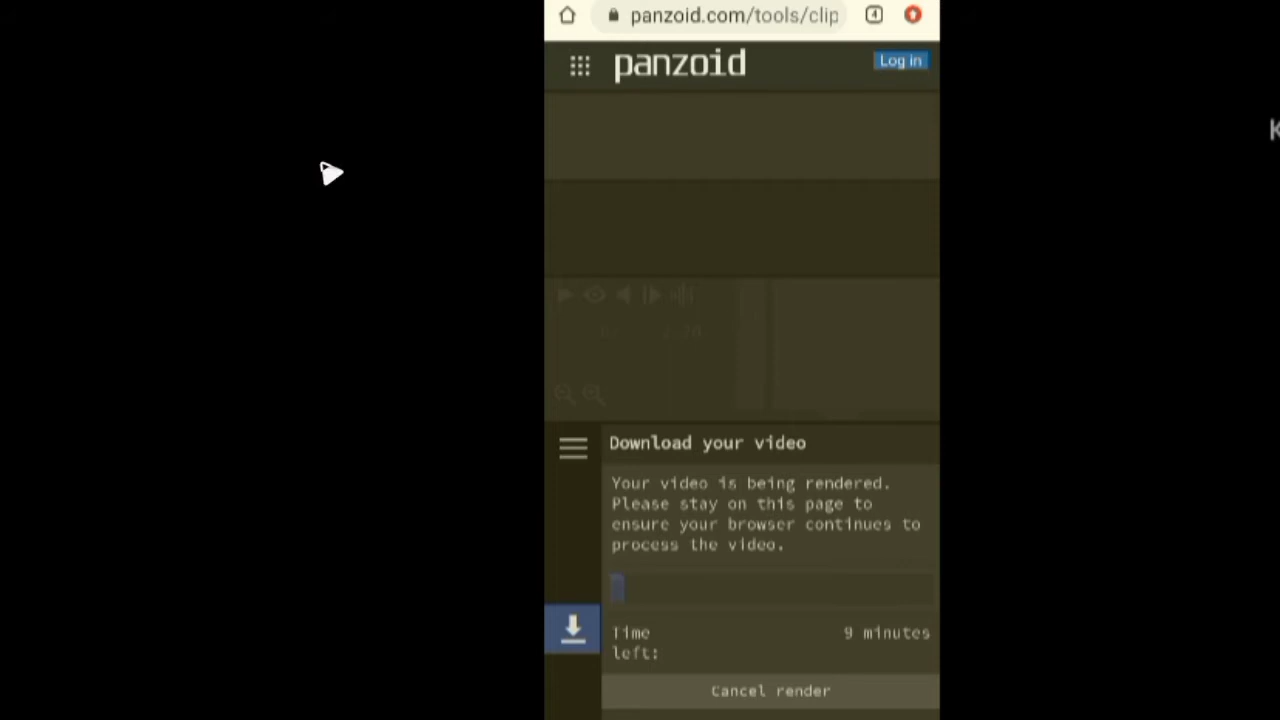 panzoid.com/tools/clip
4
panzoid
Log in
Download your video
Your video is being rendered.
Please stay on this page to
ensure your browser continues to
process the video.
Time left:
9 minutes
Cancel render
K